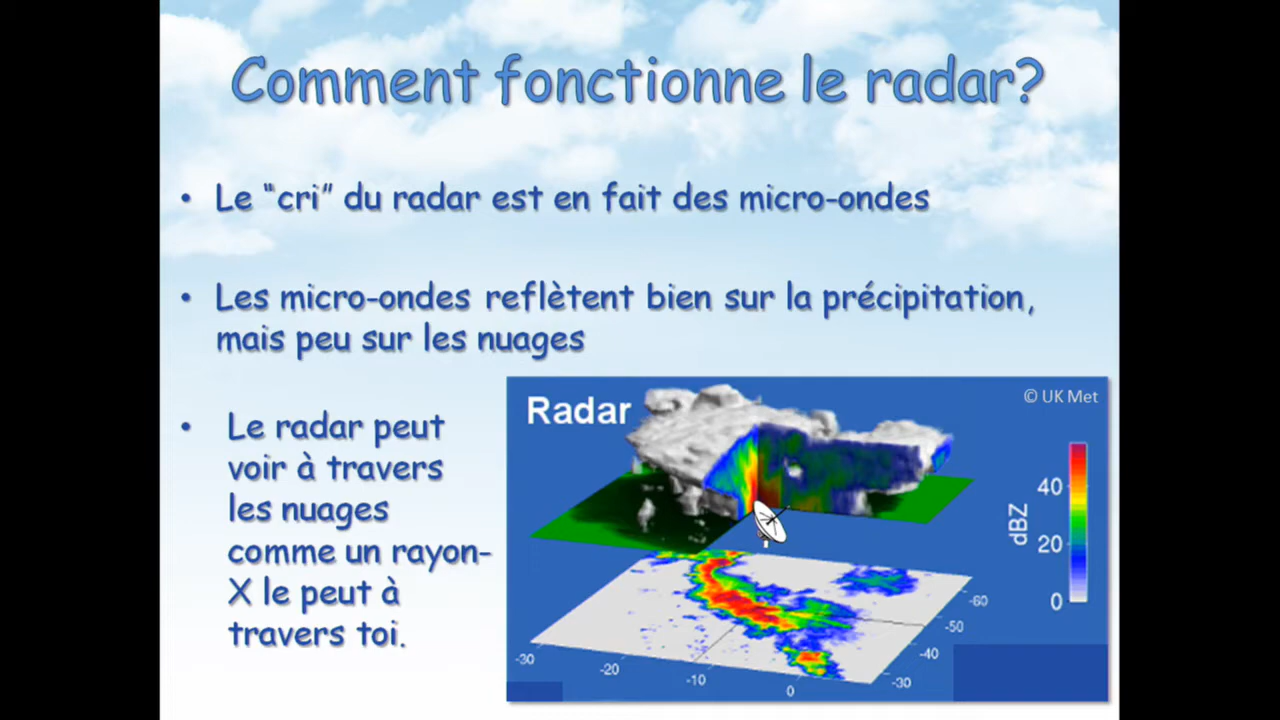 Comment fonctionne le radar?
• Le “cri” du radar est en fait des micro-ondes
• Les micro-ondes reflètent bien sur la précipitation,
mais peu sur les nuages
• Le radar peut
voir à travers
les nuages
comme un rayon-
X le peut à
travers toi.
Radar
© UK Met
40
dBZ
20
0
-60
-50
-40
-30
-30
-20
-10
0